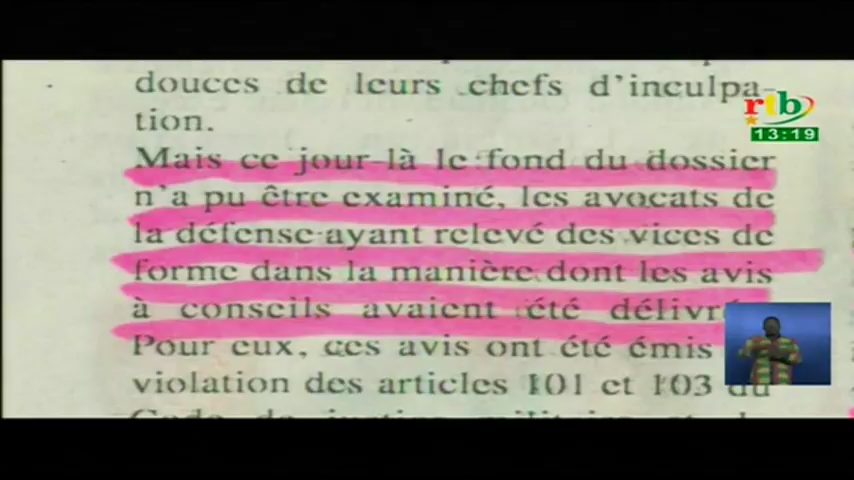 douces de leurs chefs d'inculpa-
tion.
rtb
13:19
Mais ce jour-là le fond du dossier
n'a pu être examiné, les avocats de
la défense ayant relevé des vices de
forme dans la manière dont les avis
à conseils avaient été
Pour eux, ces avis ont été émis
violation des articles 101 et 103 du